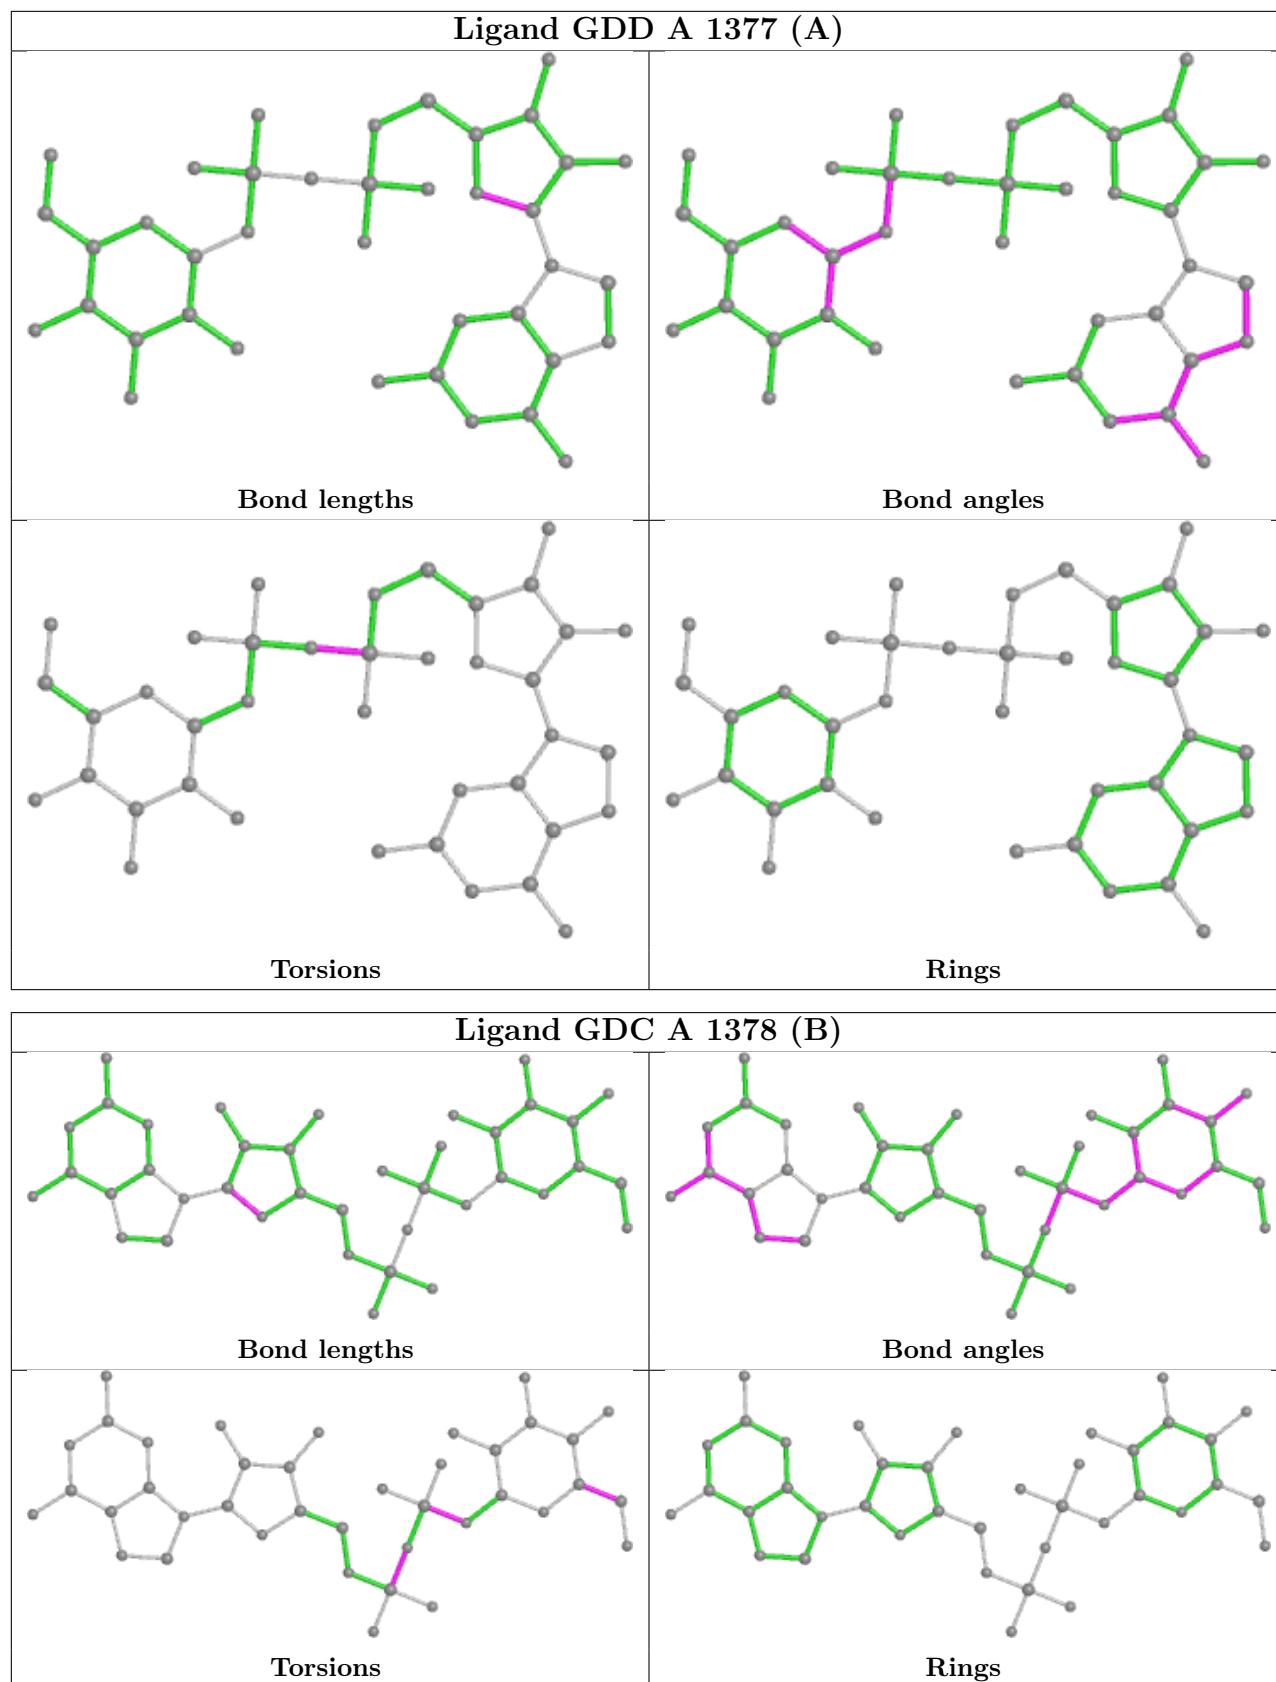 Ligand GDD A 1377 (A)
Bond lengths
Bond angles
Torsions
Rings
Ligand GDC A 1378 (B)
Bond lengths
Bond angles
Torsions
Rings